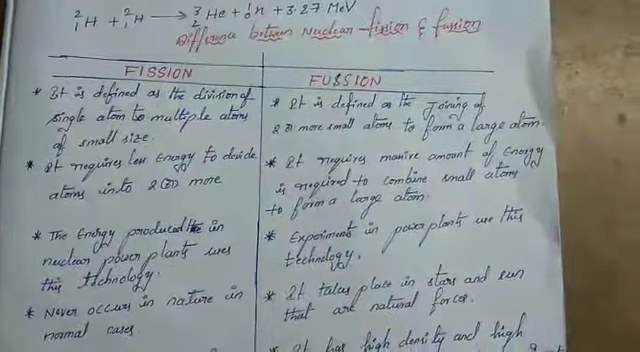 ²₁H + ²₁H ⟶ ³₂He + ¹₀n + 3.27 MeV
Difference between Nuclear fission & fussion
FISSION
* It is defined as the division of
single atom to multiple atoms
of small size.
* It requires less Energy to devide
atoms into 2 (or) more
* The Energy produced the in
nuclear power plants uses
this technology.
* Never occurs in nature in
normal cases
FUSSION
* It is defined as the Joining of
2 or more small atoms to form a large atom.
* It requires massive amount of Energy
is required to combine small atoms
to form a large atom.
* Experiment in power plants use this
technology.
* It takes place in stars and sun
that are natural forces.
* It has high density and high